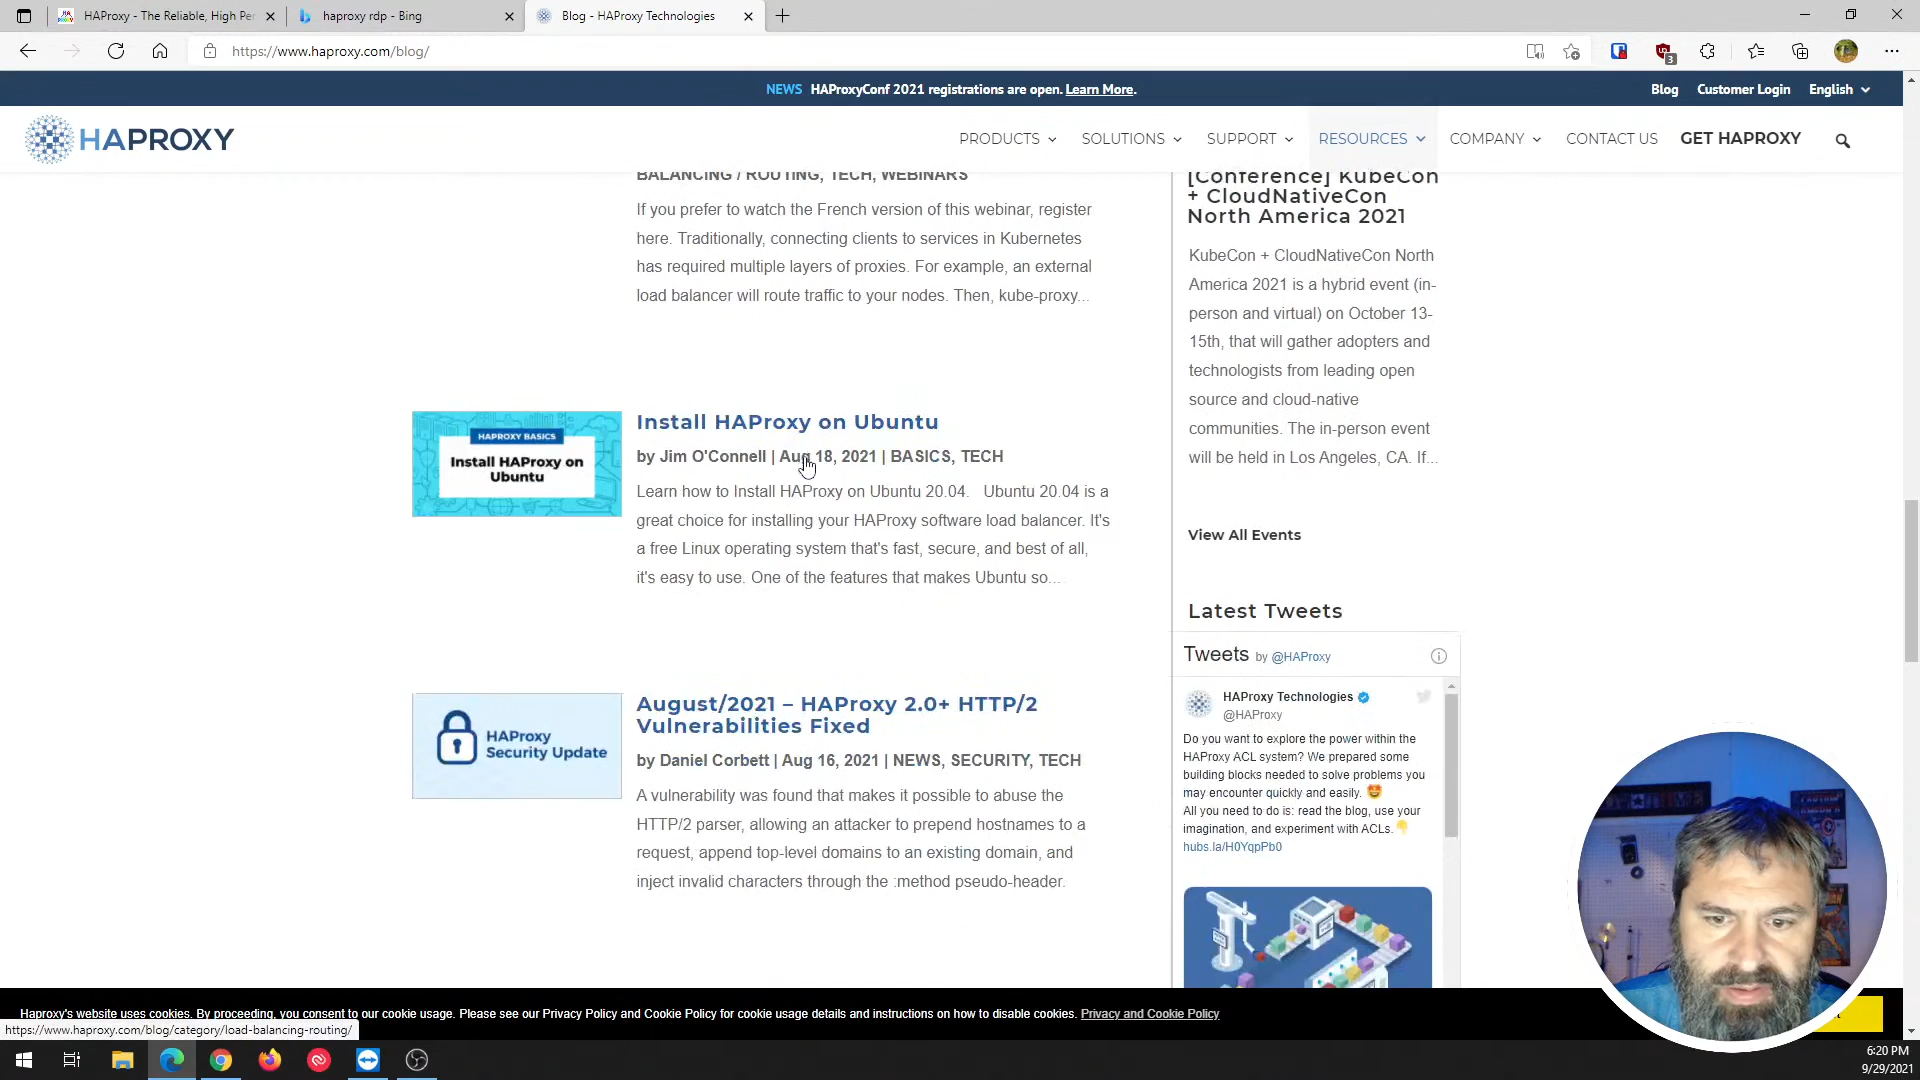 HAProxy - The Reliable, High Per
haproxy rdp - Bing
Blog - HAProxy Technologies
https://www.haproxy.com/blog/
3
NEWS HAProxyConf 2021 registrations are open. Learn More.
Blog
Customer Login
English
HAPROXY
PRODUCTS
SOLUTIONS
SUPPORT
RESOURCES
COMPANY
CONTACT US
GET HAPROXY
BALANCING / ROUTING, TECH, WEBINARS
If you prefer to watch the French version of this webinar, register
here. Traditionally, connecting clients to services in Kubernetes
has required multiple layers of proxies. For example, an external
load balancer will route traffic to your nodes. Then, kube-proxy...
HAPROXY BASICS
Install HAProxy on
Ubuntu
Install HAProxy on Ubuntu
by Jim O'Connell | Aug 18, 2021 | BASICS, TECH
Learn how to Install HAProxy on Ubuntu 20.04. Ubuntu 20.04 is a
great choice for installing your HAProxy software load balancer. It's
a free Linux operating system that's fast, secure, and best of all,
it's easy to use. One of the features that makes Ubuntu so...
HAProxy
Security Update
August/2021 – HAProxy 2.0+ HTTP/2
Vulnerabilities Fixed
by Daniel Corbett | Aug 16, 2021 | NEWS, SECURITY, TECH
A vulnerability was found that makes it possible to abuse the
HTTP/2 parser, allowing an attacker to prepend hostnames to a
request, append top-level domains to an existing domain, and
inject invalid characters through the :method pseudo-header.
[Conference] KubeCon
+ CloudNativeCon
North America 2021
KubeCon + CloudNativeCon North
America 2021 is a hybrid event (in-
person and virtual) on October 13-
15th, that will gather adopters and
technologists from leading open
source and cloud-native
communities. The in-person event
will be held in Los Angeles, CA. If...
View All Events
Latest Tweets
Tweets by @HAProxy
HAProxy Technologies
@HAProxy
Do you want to explore the power within the
HAProxy ACL system? We prepared some
building blocks needed to solve problems you
may encounter quickly and easily. 🤩
All you need to do is: read the blog, use your
imagination, and experiment with ACLs.👇
hubs.la/H0YqpPb0
Haproxy's website uses cookies. By proceeding, you consent to our cookie usage. Please see our Privacy Policy and Cookie Policy for cookie usage details and instructions on how to disable cookies. Privacy and Cookie Policy
https://www.haproxy.com/blog/category/load-balancing-routing/
6:20 PM
9/29/2021